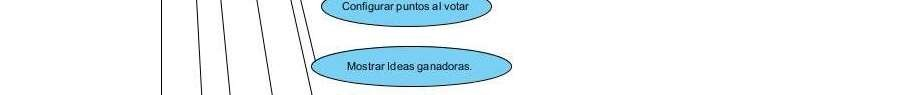 Configurar puntos al votar
Mostrar Ideas ganadoras.